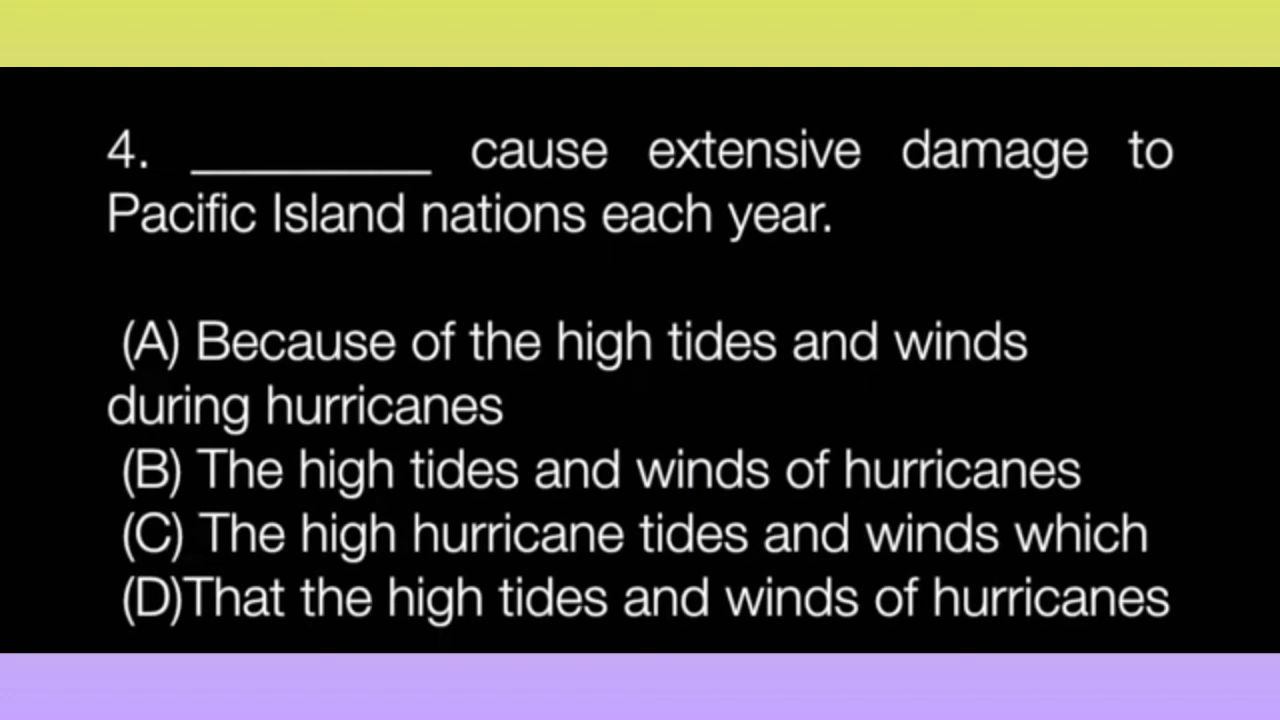 4. __________ cause extensive damage to
Pacific Island nations each year.
(A) Because of the high tides and winds
during hurricanes
(B) The high tides and winds of hurricanes
(C) The high hurricane tides and winds which
(D)That the high tides and winds of hurricanes